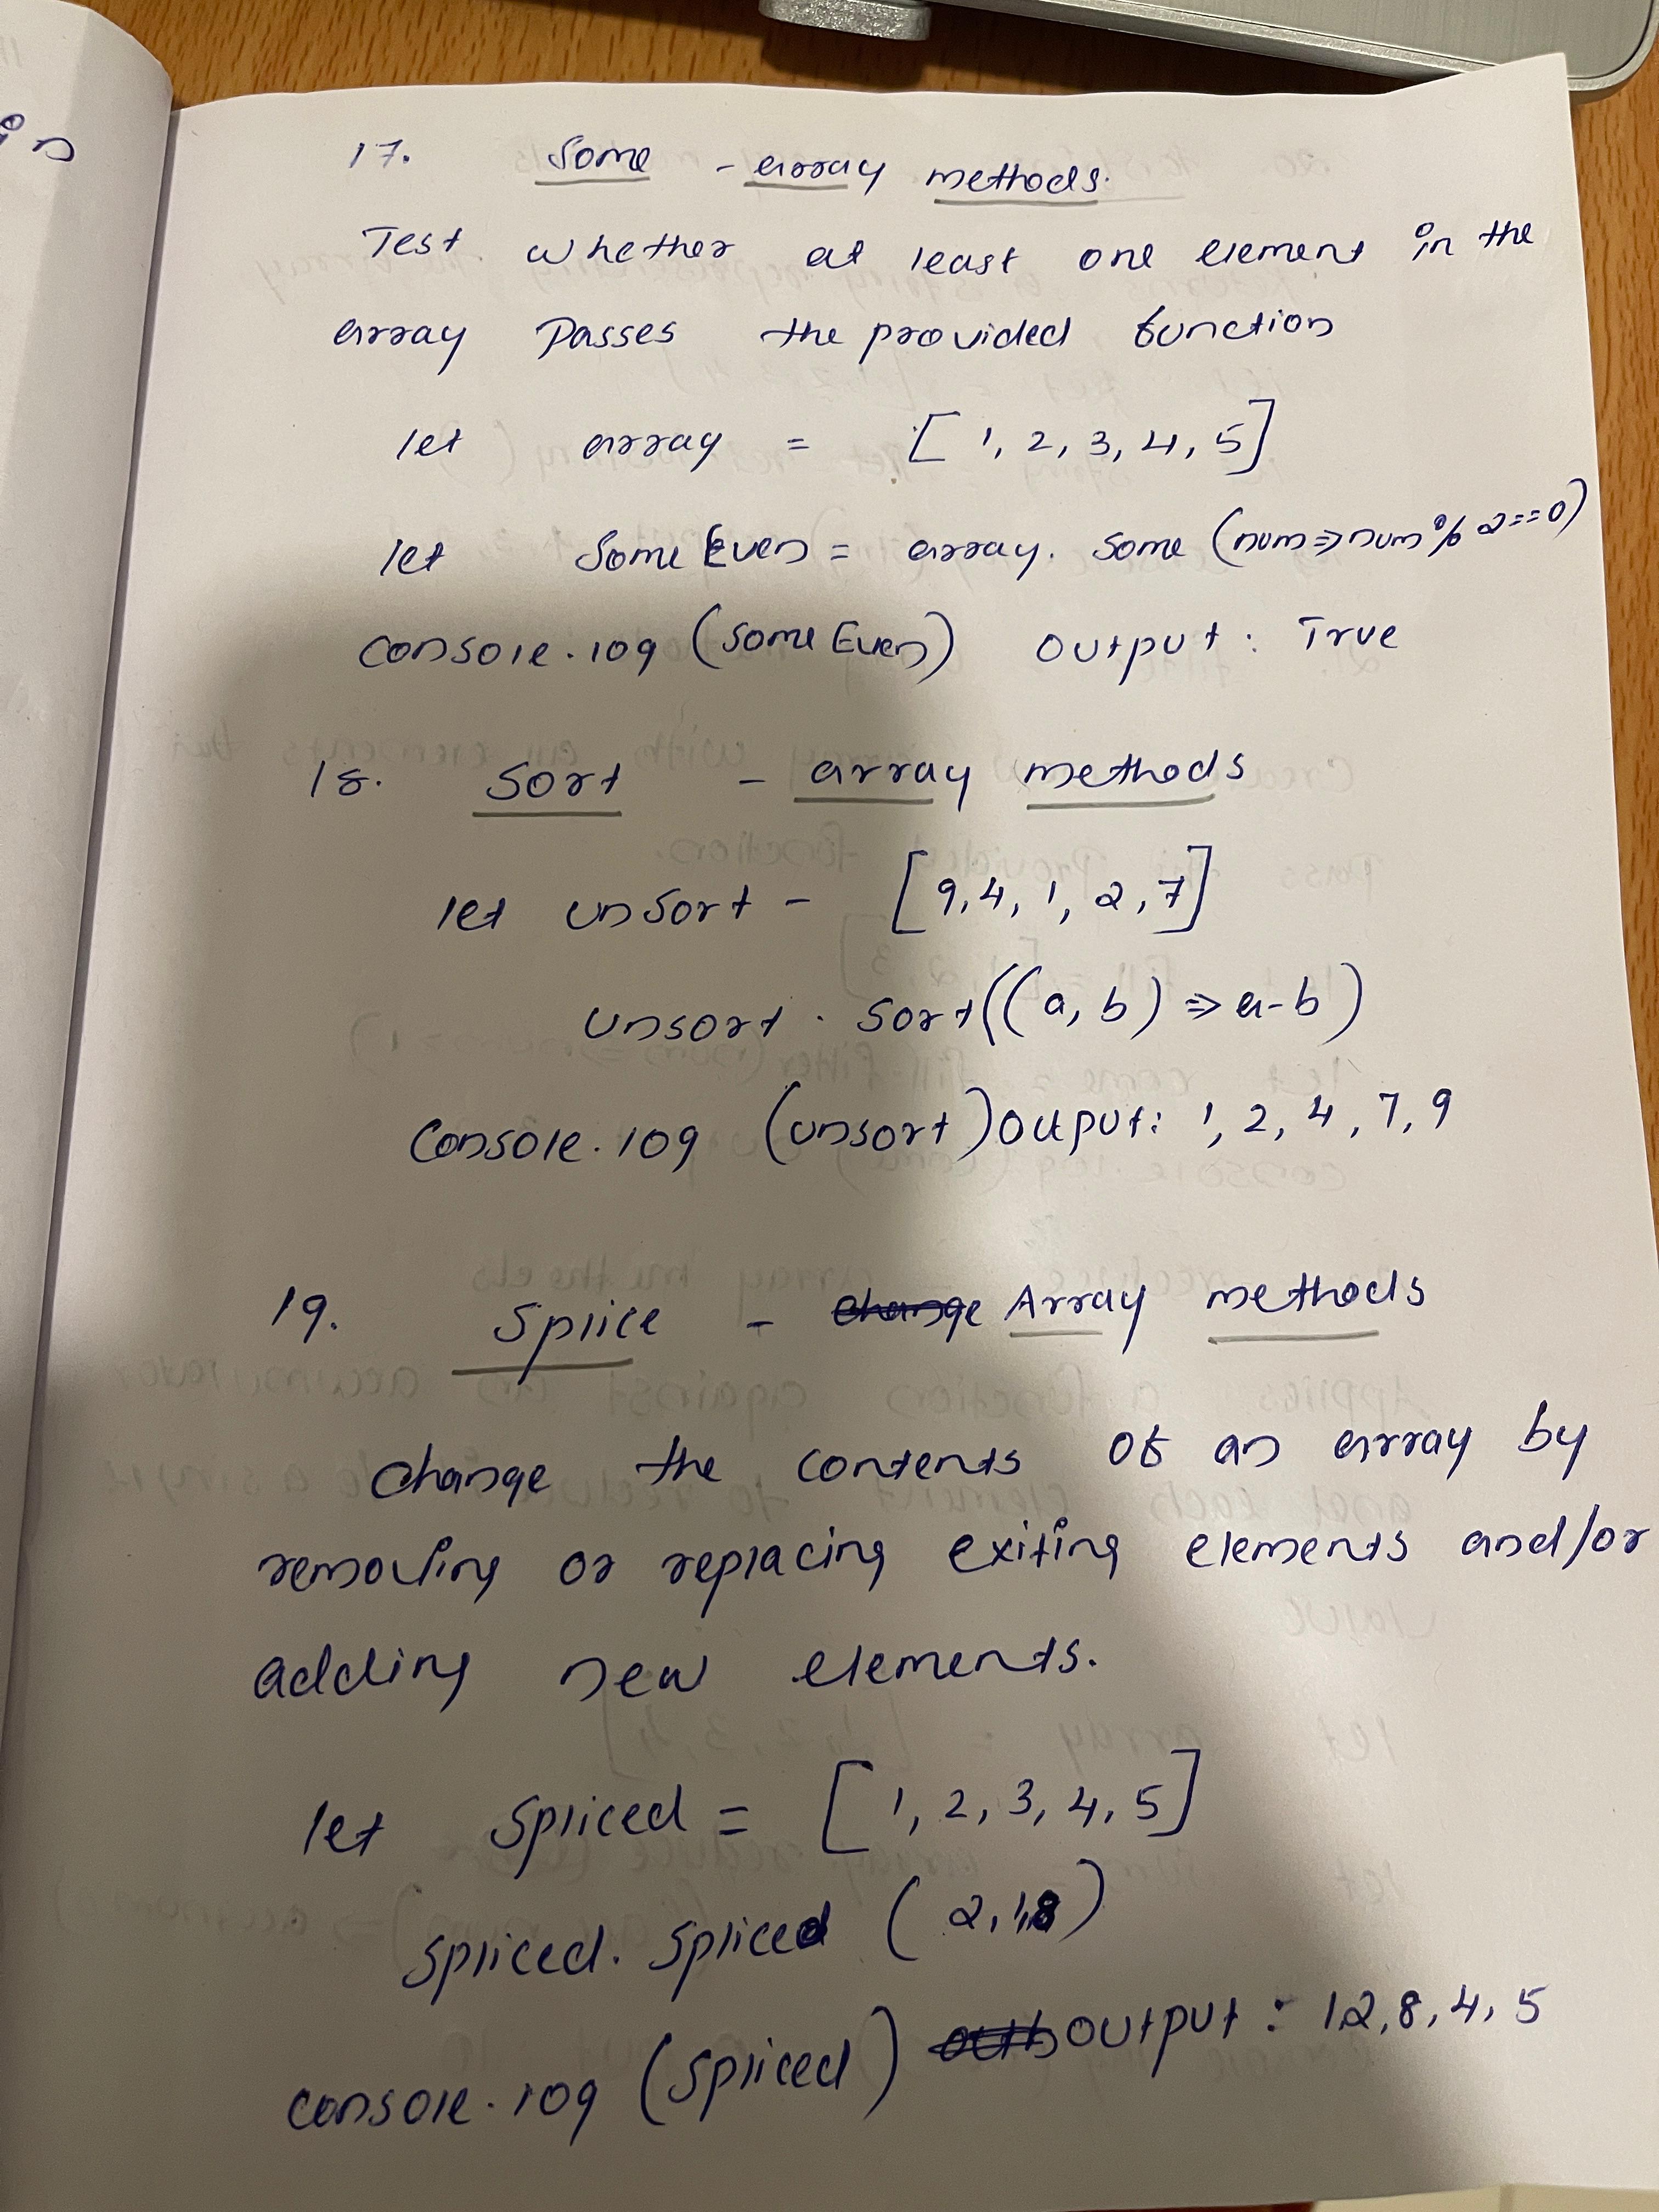 17. Some - array methods.
Test whether at least one element in the
array Passes the provided function
let array = [1, 2, 3, 4, 5]
let SomeEven = array. Some (num=>num%2==0)
console.log (SomeEven) Output: True
18. Sort - array methods
let unSort - [9,4, 1, 2,7]
unsort . Sort((a, b) => a-b)
Console.log (unsort) Output: 1, 2, 4, 7, 9
19. Splice - change Array methods
change the contents of an array by
removing or replacing exiting elements and/or
adding new elements.
let Spliced = [1, 2, 3, 4, 5]
Spliced. Spliced (2,1,8)
console.log (Spliced) Output: 1 2, 8, 4, 5